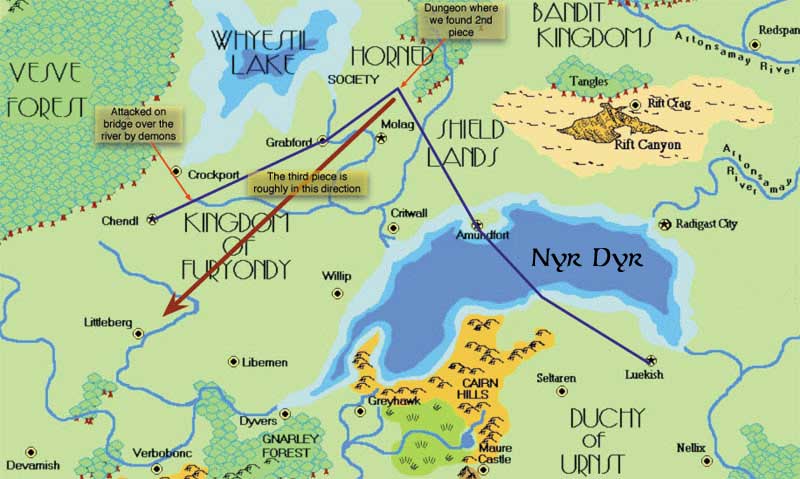 Dungeon where
we found 2nd
piece
BANDIT
KINGDOMS
Redspan
Artonsamay River
WHYESTIL
LAKE
HORNED
SOCIETY
VESVE
FOREST
Tangles
Rift Crag
Rift Canyon
Attacked on
bridge over the
river by demons
Molag
Grabford
SHIELD
LANDS
Crockport
The third piece is
roughly in this direction
Artonsamay
River
Chendl
KINGDOM
OF
FURYONDY
Critwall
Amundfort
Radigast City
Nyr Dyr
Willip
Littleberg
Libernen
Luekish
CAIRN
HILLS
Seltaren
Greyhawk
Dyvers
DUCHY
OF
URNST
GNARLEY
FOREST
Maure
Castle
Nellix
Devarnish
Verbobonc